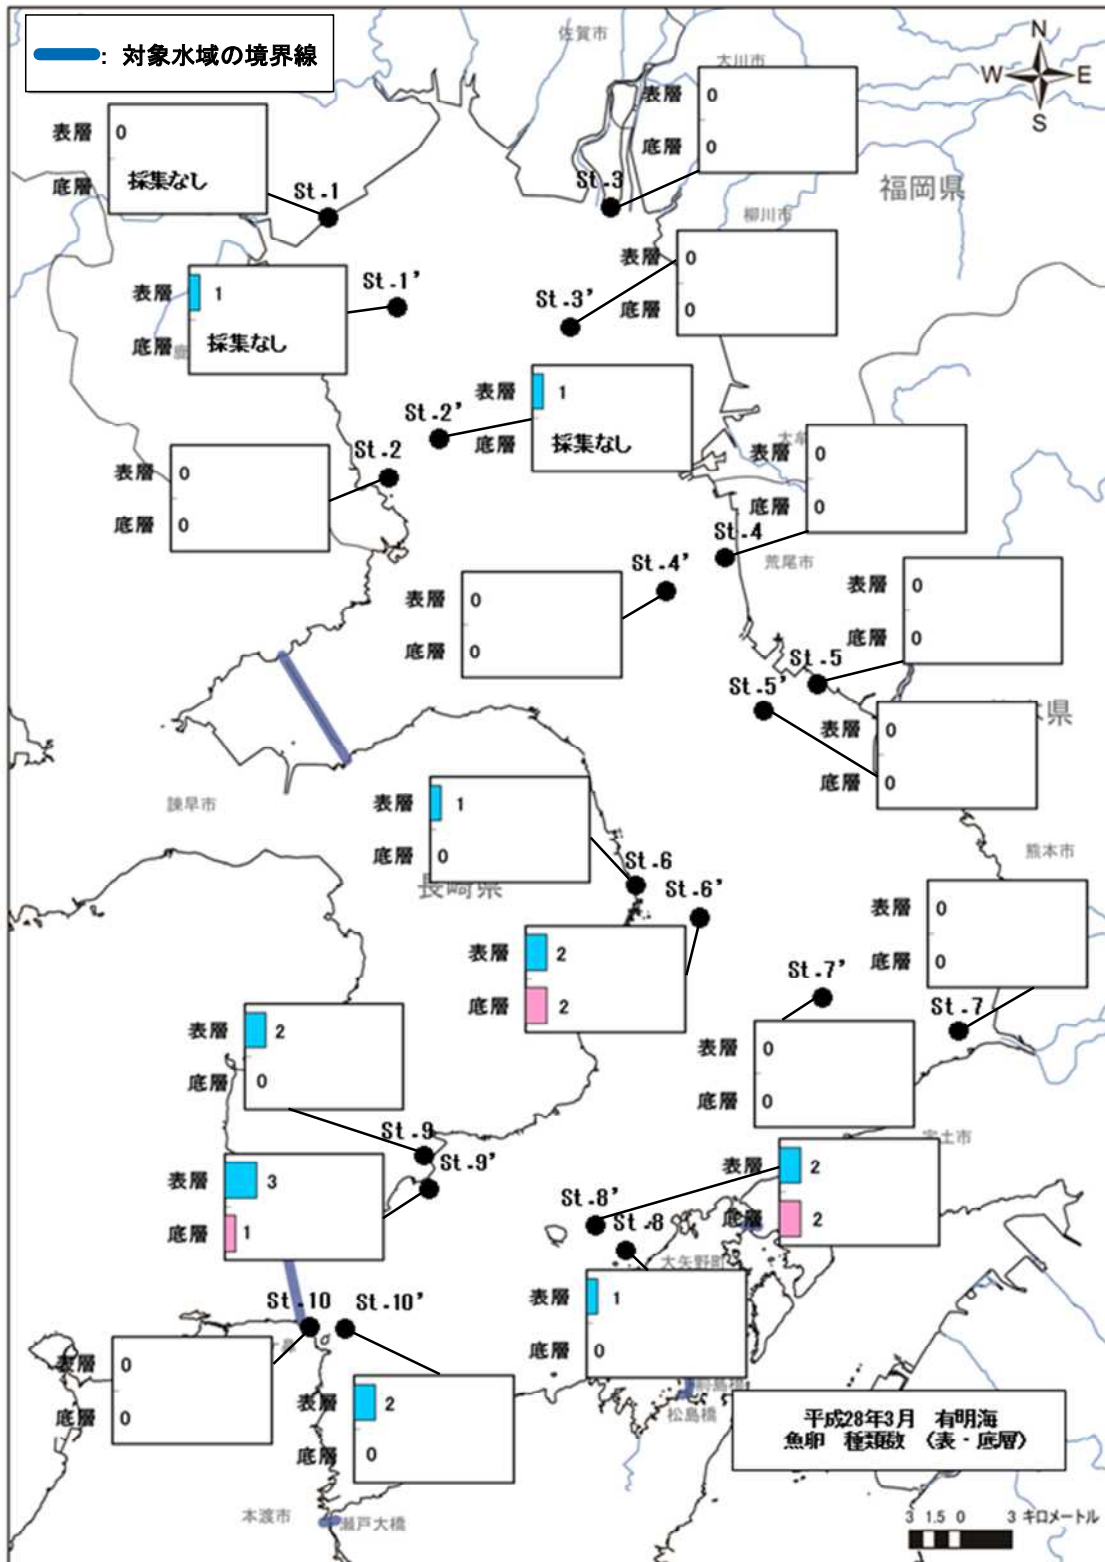 : 対象水域の境界線
N
W E
S
佐賀市
大川市
福岡県
柳川市
表層 0
底層 採集なし
St.1
表層 0
底層 0
St.3
表層 1
底層 採集なし
St.1’
表層 0
底層 0
St.3’
表層 1
底層 採集なし
St.2’
表層 0
底層 0
St.2
表層 0
底層 0
St.4
荒尾市
表層 0
底層 0
St.4’
表層 0
底層 0
St.5
表層 0
底層 0
St.5’
県
諫早市
熊本市
表層 1
底層 0
St.6
長崎県
表層 2
底層 2
St.6’
表層 0
底層 0
St.7
表層 0
底層 0
St.7’
宇土市
表層 2
底層 0
St.9
表層 3
底層 1
St.9’
表層 2
底層 2
St.8’
表層 1
底層 0
St.8
大矢野町
表層 0
底層 0
St.10
表層 2
底層 0
St.10’
前島橋
松島橋
本渡市
瀬戸大橋
平成28年3月 有明海
魚卵 種類数 （表・底層）
3 1.5 0 3 キロメートル